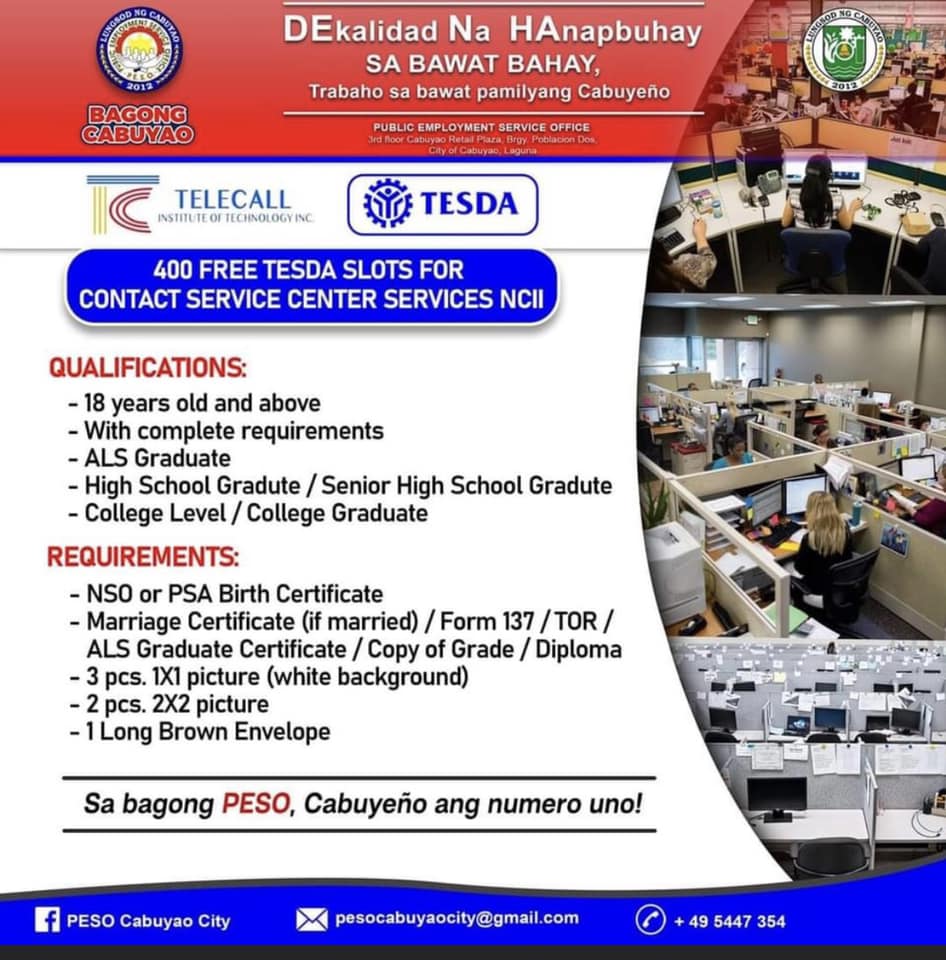 LUNGSOD NG CABUYAO
PUBLIC EMPLOYMENT SERVICE OFFICE
PESO
2012
BAGONG
CABUYAO
DEkalidad Na HAnapbuhay
SA BAWAT BAHAY,
Trabaho sa bawat pamilyang Cabuyeño
PUBLIC EMPLOYMENT SERVICE OFFICE
3rd floor Cabuyao Retail Plaza, Brgy. Poblacion Dos,
City of Cabuyao, Laguna
LUNGSOD NG CABUYAO
2012
TC TELECALL
INSTITUTE OF TECHNOLOGY INC.
TESDA
400 FREE TESDA SLOTS FOR
CONTACT SERVICE CENTER SERVICES NCII
QUALIFICATIONS:
- 18 years old and above
- With complete requirements
- ALS Graduate
- High School Gradute / Senior High School Gradute
- College Level / College Graduate
REQUIREMENTS:
- NSO or PSA Birth Certificate
- Marriage Certificate (if married) / Form 137 / TOR /
ALS Graduate Certificate / Copy of Grade / Diploma
- 3 pcs. 1X1 picture (white background)
- 2 pcs. 2X2 picture
- 1 Long Brown Envelope
Sa bagong PESO, Cabuyeño ang numero uno!
PESO Cabuyao City
pesocabuyaocity@gmail.com
+ 49 5447 354